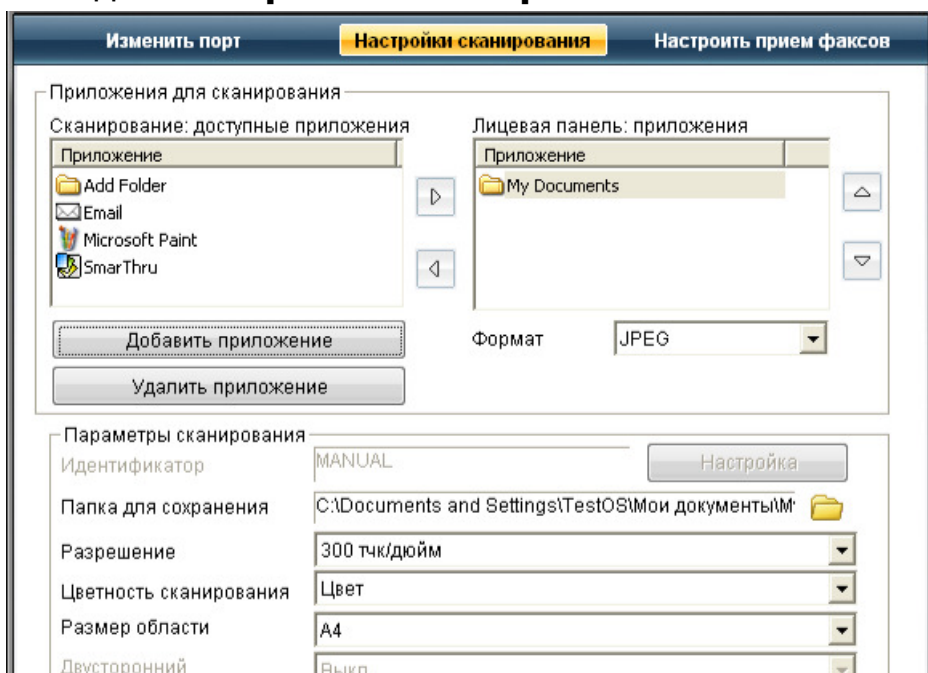 Изменить порт Настройки сканирования Настроить прием факсов
Приложения для сканирования
Сканирование: доступные приложения
Приложение
Add Folder
Email
Microsoft Paint
SmarThru
Добавить приложение
Удалить приложение
Лицевая панель: приложения
Приложение
My Documents
Формат JPEG
Параметры сканирования
Идентификатор MANUAL Настройка
Папка для сохранения C:\Documents and Settings\TestOS\Мои документы\М
Разрешение 300 тчк/дюйм
Цветность сканирования Цвет
Размер области A4
Двусторонний Выкл